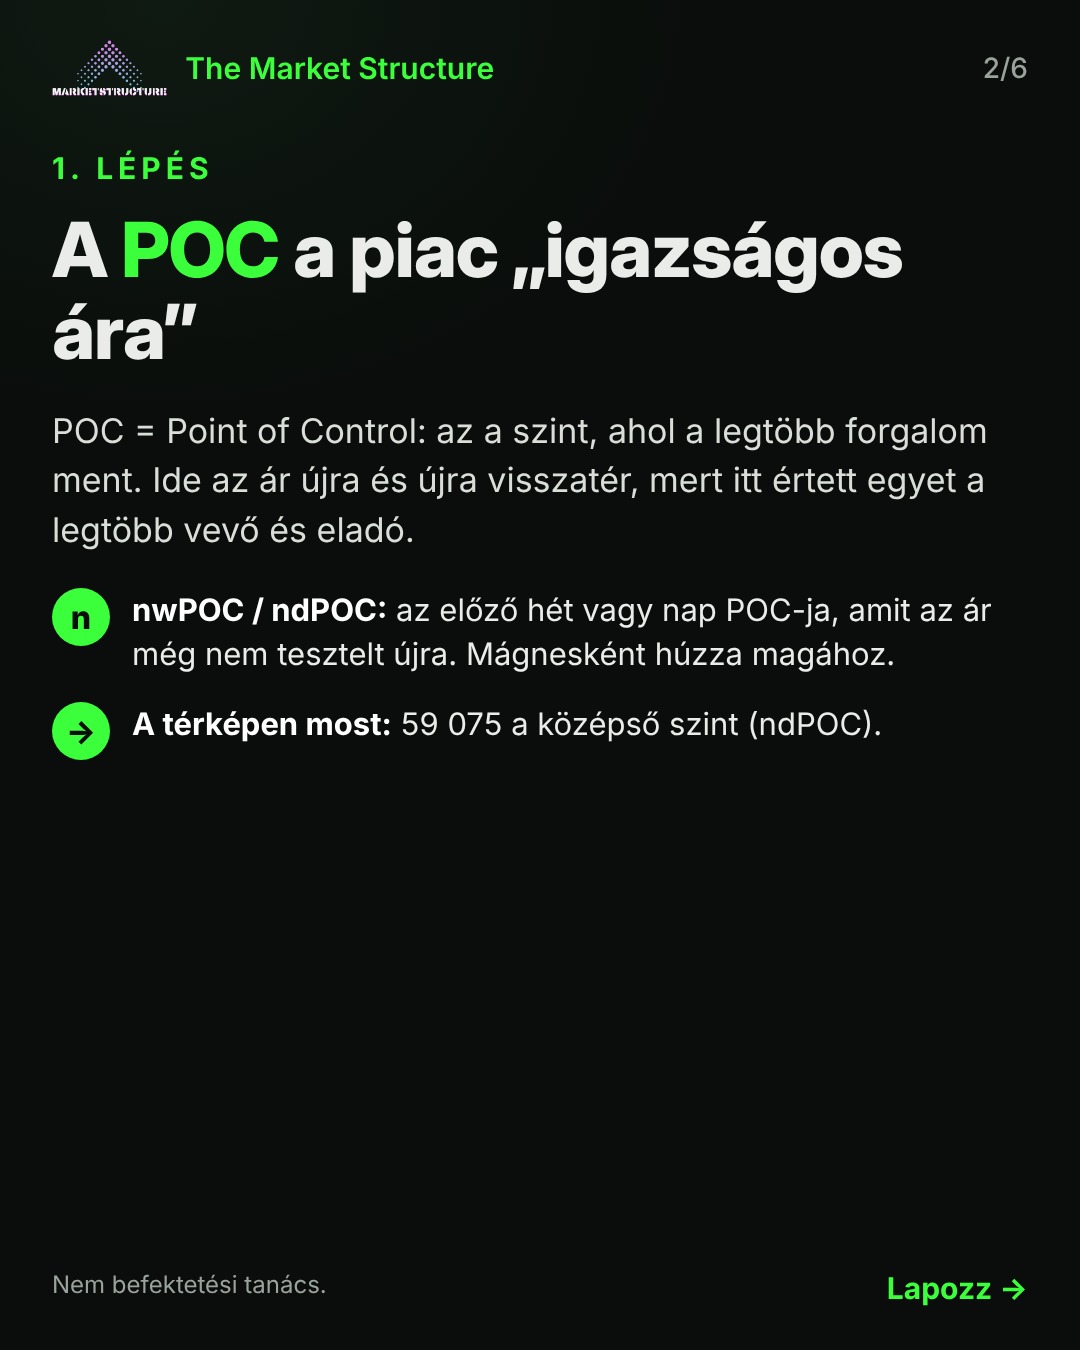 MARKETSTRUCTURE
The Market Structure
2/6
1. LÉPÉS
A POC a piac „igazságos
ára”
POC = Point of Control: az a szint, ahol a legtöbb forgalom
ment. Ide az ár újra és újra visszatér, mert itt értett egyet a
legtöbb vevő és eladó.
n
nwPOC / ndPOC: az előző hét vagy nap POC-ja, amit az ár
még nem tesztelt újra. Mágnesként húzza magához.
→
A térképen most: 59 075 a középső szint (ndPOC).
Nem befektetési tanács.
Lapozz →